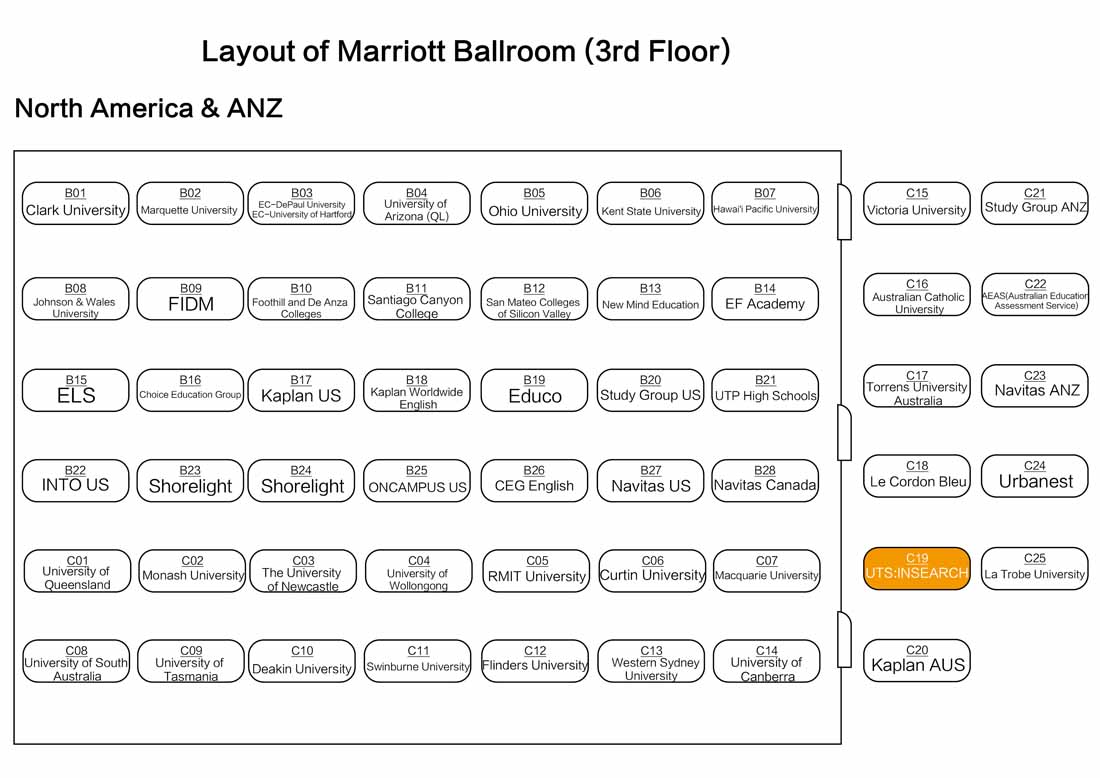 Layout of Marriott Ballroom (3rd Floor)
North America & ANZ
B01
Clark University
B02
Marquette University
B03
EC-DePaul University
EC-University of Hartford
B04
University of
Arizona (QL)
B05
Ohio University
B06
Kent State University
B07
Hawai'i Pacific University
C15
Victoria University
C21
Study Group ANZ
B08
Johnson & Wales
University
B09
FIDM
B10
Foothill and De Anza
Colleges
B11
Santiago Canyon
College
B12
San Mateo Colleges
of Silicon Valley
B13
New Mind Education
B14
EF Academy
C16
Australian Catholic
University
C22
AEAS(Australian Education
Assessment Service)
B15
ELS
B16
Choice Education Group
B17
Kaplan US
B18
Kaplan Worldwide
English
B19
Educo
B20
Study Group US
B21
UTP High Schools
C17
Torrens University
Australia
C23
Navitas ANZ
B22
INTO US
B23
Shorelight
B24
Shorelight
B25
ONCAMPUS US
B26
CEG English
B27
Navitas US
B28
Navitas Canada
C18
Le Cordon Bleu
C24
Urbanest
C01
University of
Queensland
C02
Monash University
C03
The University
of Newcastle
C04
University of
Wollongong
C05
RMIT University
C06
Curtin University
C07
Macquarie University
C19
UTS:INSEARCH
C25
La Trobe University
C08
University of South
Australia
C09
University of
Tasmania
C10
Deakin University
C11
Swinburne University
C12
Flinders University
C13
Western Sydney
University
C14
University of
Canberra
C20
Kaplan AUS